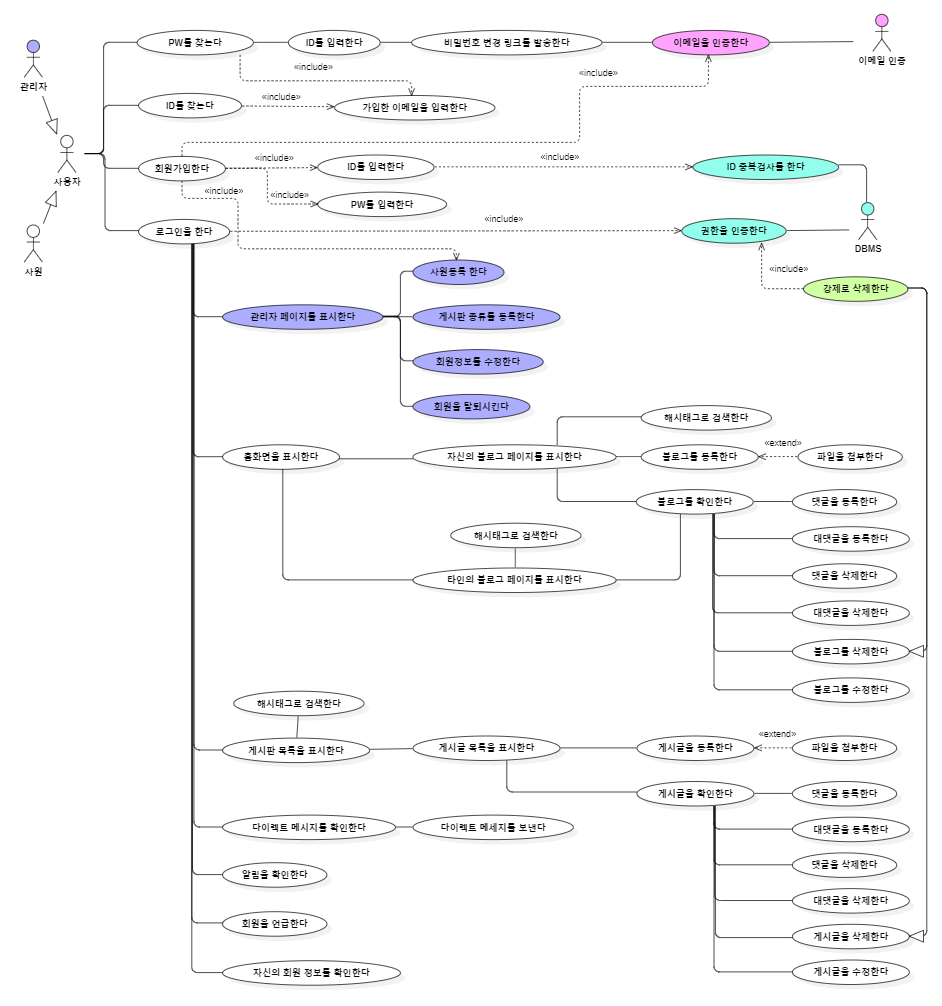 PW를 찾는다
ID를 입력한다
비밀번호 변경 링크를 발송한다
이메일을 인증한다
이메일 인증
«include»
«include»
관리자
«include»
ID를 찾는다
가입한 이메일을 입력한다
사용자
회원가입한다
«include»
ID를 입력한다
«include»
ID 중복검사를 한다
«include»
«include»
PW를 입력한다
로그인을 한다
«include»
권한을 인증한다
DBMS
사원
사원등록 한다
«include»
강제로 삭제한다
관리자 페이지를 표시한다
게시판 종류를 등록한다
회원정보를 수정한다
회원을 탈퇴시킨다
해시태그로 검색한다
홈화면을 표시한다
자신의 블로그 페이지를 표시한다
블로그를 등록한다
«extend»
파일을 첨부한다
블로그를 확인한다
댓글을 등록한다
해시태그로 검색한다
대댓글을 등록한다
타인의 블로그 페이지를 표시한다
댓글을 삭제한다
대댓글을 삭제한다
블로그를 삭제한다
블로그를 수정한다
해시태그로 검색한다
게시판 목록을 표시한다
게시글 목록을 표시한다
게시글을 등록한다
«extend»
파일을 첨부한다
게시글을 확인한다
댓글을 등록한다
다이렉트 메시지를 확인한다
다이렉트 메세지를 보낸다
대댓글을 등록한다
댓글을 삭제한다
알림을 확인한다
대댓글을 삭제한다
회원을 언급한다
게시글을 삭제한다
자신의 회원 정보를 확인한다
게시글을 수정한다